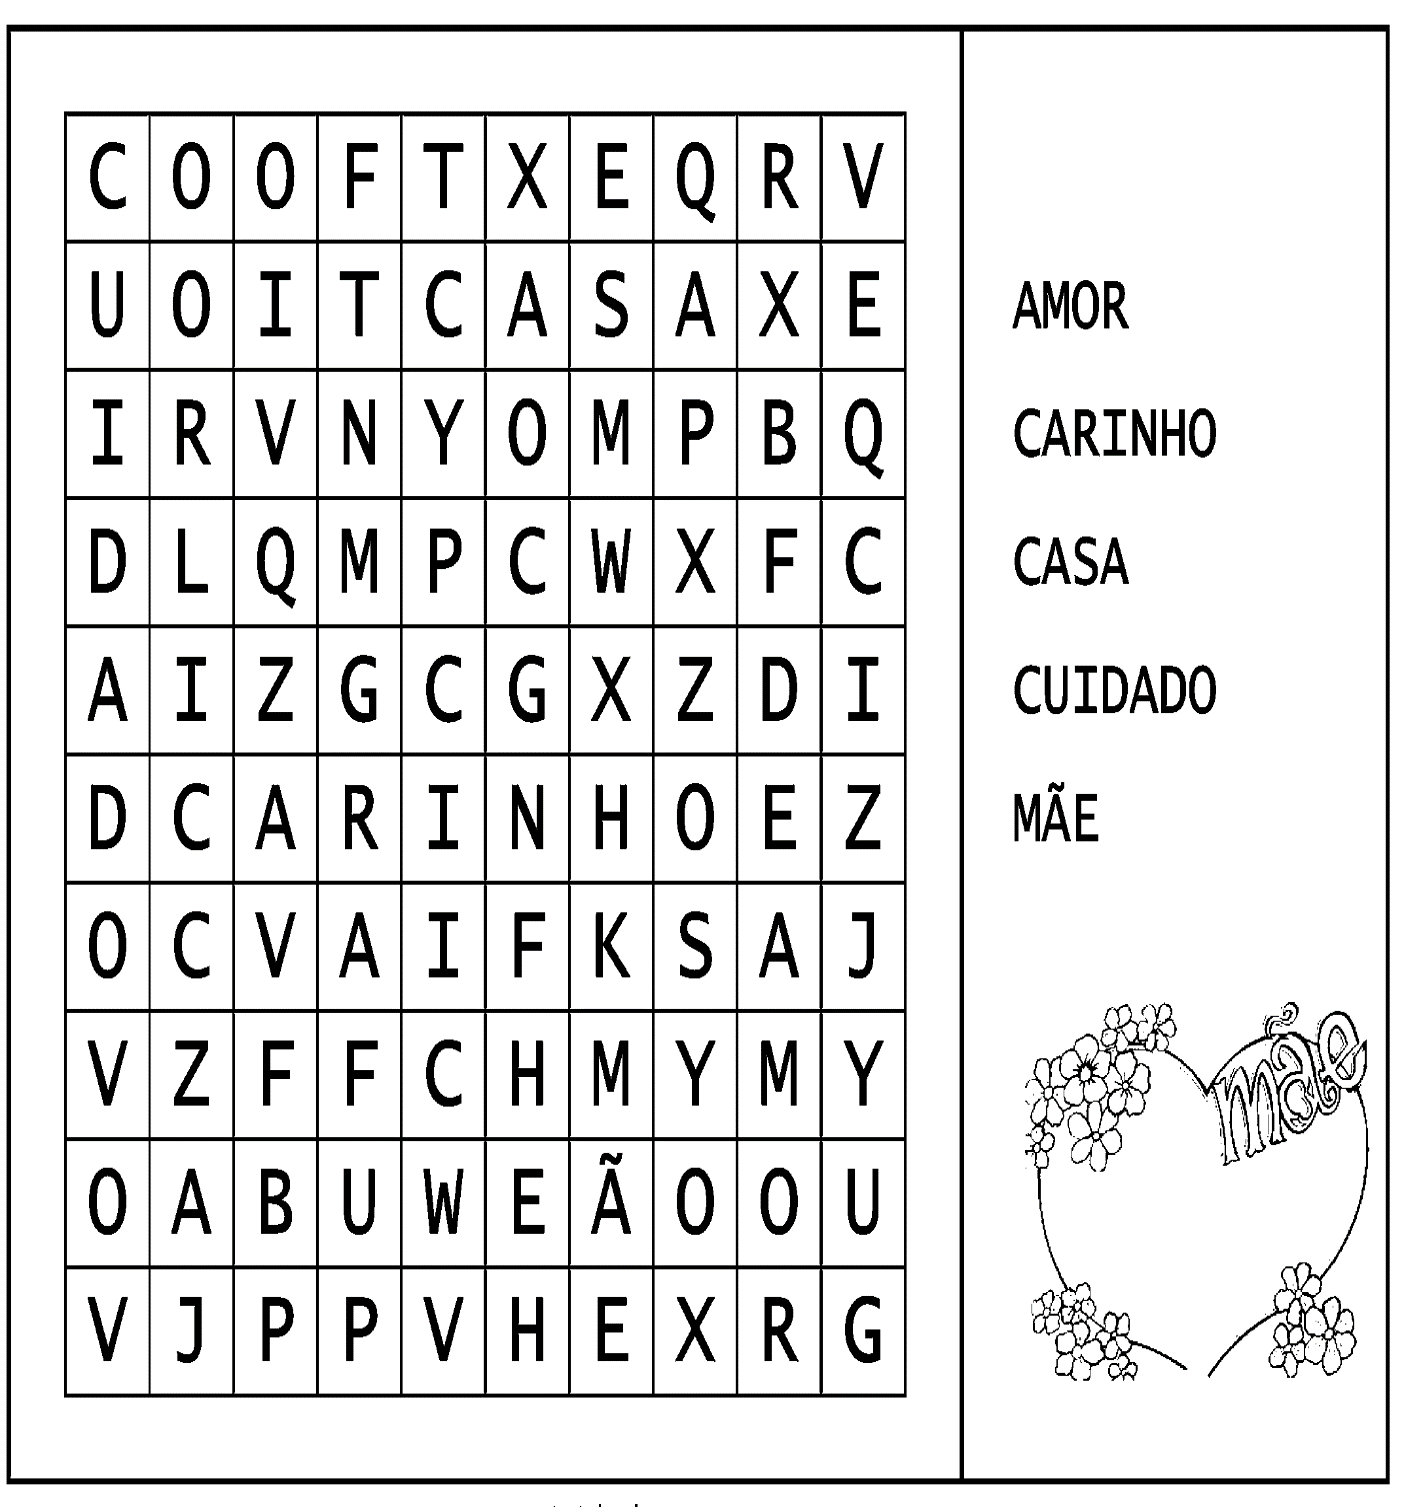 C O O F T X E Q R V
U O I T C A S A X E
I R V N Y O M P B Q
D L Q M P C W X F C
A I Z G C G X Z D I
D C A R I N H O E Z
O C V A I F K S A J
V Z F F C H M Y M Y
O A B U W E Ã O O U
V J P P V H E X R G
AMOR
CARINHO
CASA
CUIDADO
MÃE
mãe